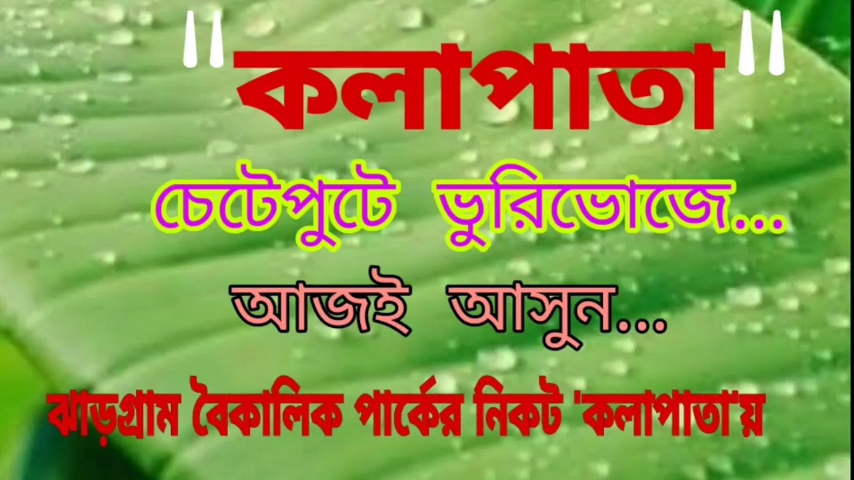 "কলাপাতা"
চেটেপুটে ভুরিভোজে...
আজই আসুন...
ঝাড়গ্রাম বৈকালিক পার্কের নিকট 'কলাপাতা'য়